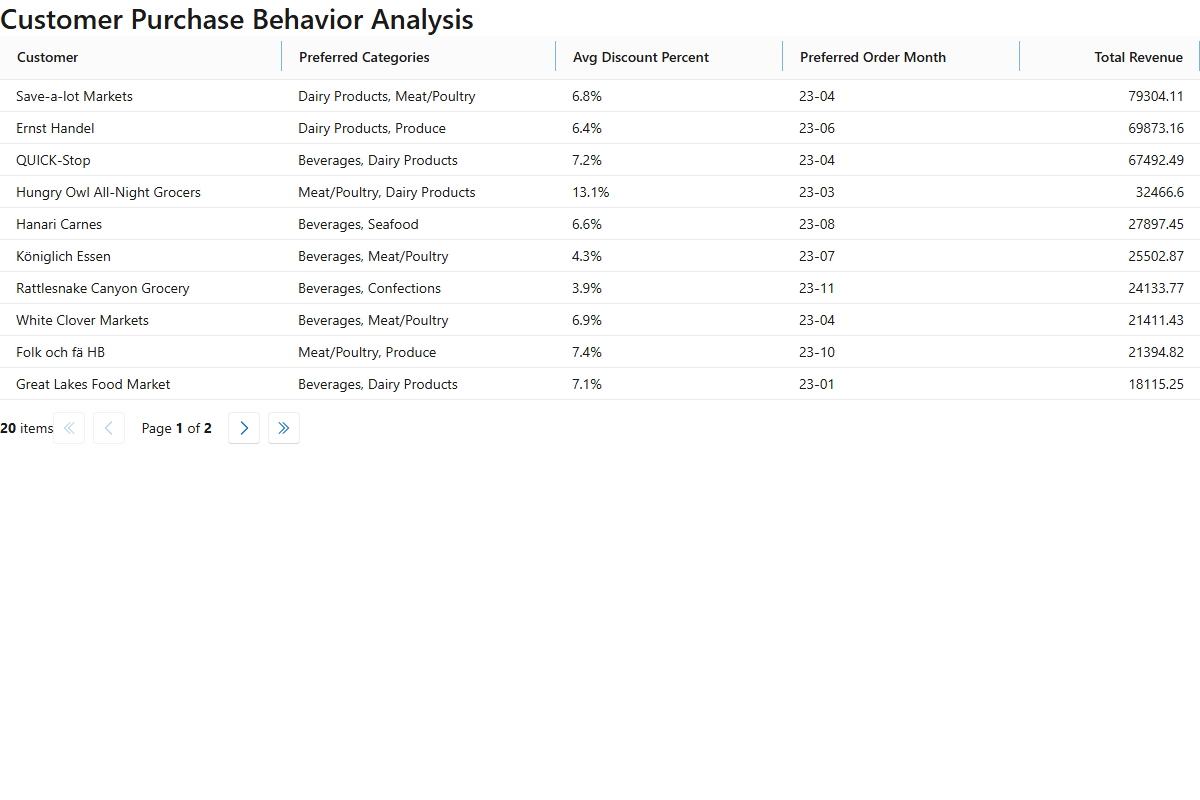 Customer Purchase Behavior Analysis
Customer Preferred Categories Avg Discount Percent Preferred Order Month Total Revenue
Save-a-lot Markets Dairy Products, Meat/Poultry 6.8% 23-04 79304.11
Ernst Handel Dairy Products, Produce 6.4% 23-06 69873.16
QUICK-Stop Beverages, Dairy Products 7.2% 23-04 67492.49
Hungry Owl All-Night Grocers Meat/Poultry, Dairy Products 13.1% 23-03 32466.6
Hanari Carnes Beverages, Seafood 6.6% 23-08 27897.45
Königlich Essen Beverages, Meat/Poultry 4.3% 23-07 25502.87
Rattlesnake Canyon Grocery Beverages, Confections 3.9% 23-11 24133.77
White Clover Markets Beverages, Meat/Poultry 6.9% 23-04 21411.43
Folk och fä HB Meat/Poultry, Produce 7.4% 23-10 21394.82
Great Lakes Food Market Beverages, Dairy Products 7.1% 23-01 18115.25
20 items Page 1 of 2